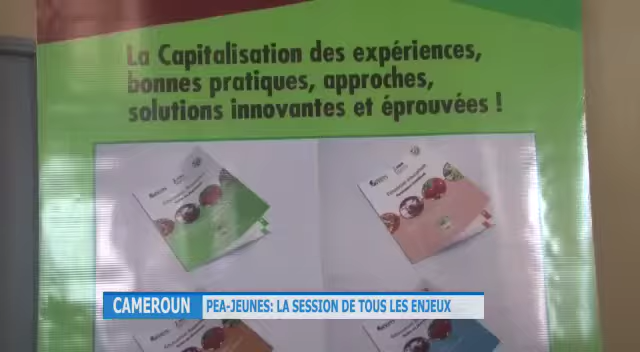 La Capitalisation des expériences,
bonnes pratiques, approches,
solutions innovantes et éprouvées !
CAMEROUN
PEA-JEUNES: LA SESSION DE TOUS LES ENJEUX